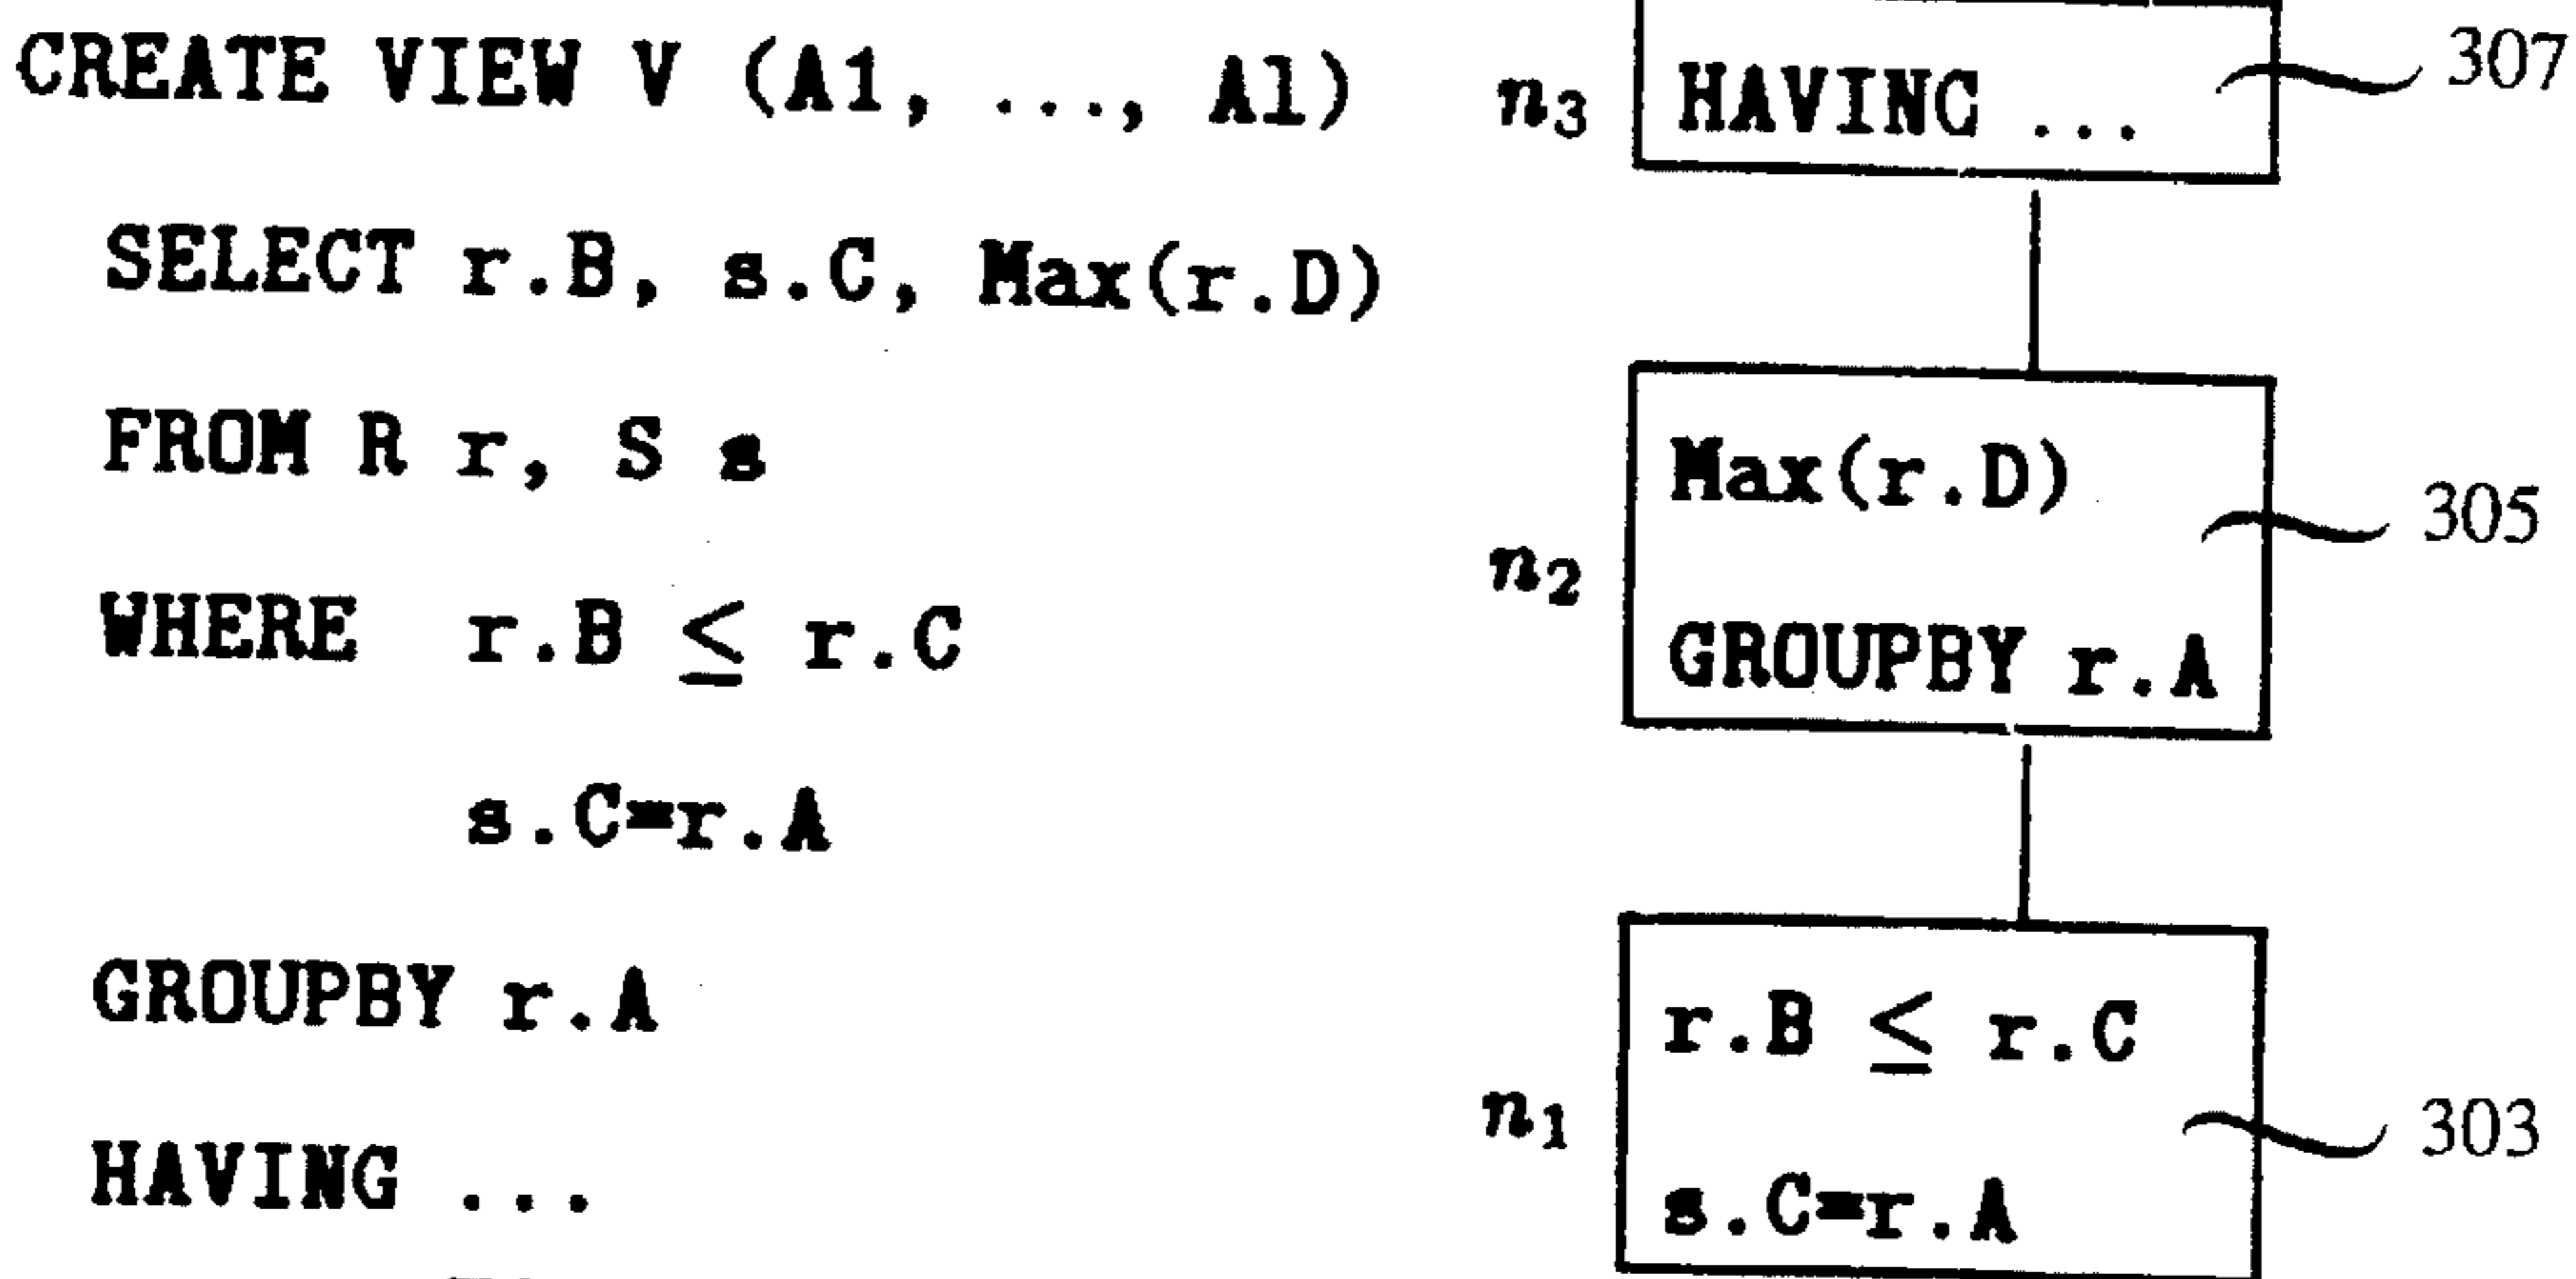 CREATE VIEW V (A1, ..., Al)
SELECT r.B, s.C, Max(r.D)
FROM R r, S s
WHERE r.B ≤ r.C
s.C=r.A
GROUPBY r.A
HAVING ...
n3
HAVING ...
307
n2
Max(r.D)
GROUPBY r.A
305
n1
r.B ≤ r.C
s.C=r.A
303